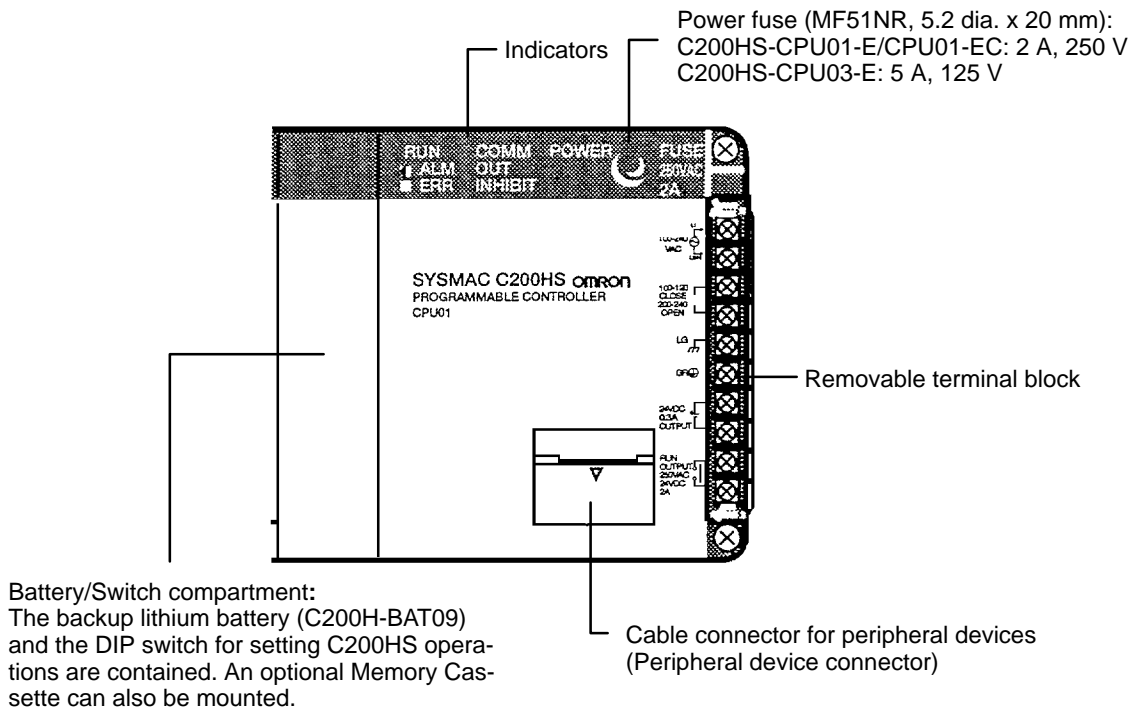 Indicators
Power fuse (MF51NR, 5.2 dia. x 20 mm):
C200HS-CPU01-E/CPU01-EC: 2 A, 250 V
C200HS-CPU03-E: 5 A, 125 V
RUN COMM POWER FUSE
ALM OUT 250VAC
ERR INHIBIT 2A
100-240
VAC
SYSMAC C200HS OMRON
PROGRAMMABLE CONTROLLER
CPU01
100-120
CLOSE
200-240
OPEN
LG
GR
Removable terminal block
24VDC
0.3A
OUTPUT
RUN
OUTPUT
250VAC
24VDC
2A
Battery/Switch compartment:
The backup lithium battery (C200H-BAT09)
and the DIP switch for setting C200HS opera-
tions are contained. An optional Memory Cas-
sette can also be mounted.
Cable connector for peripheral devices
(Peripheral device connector)